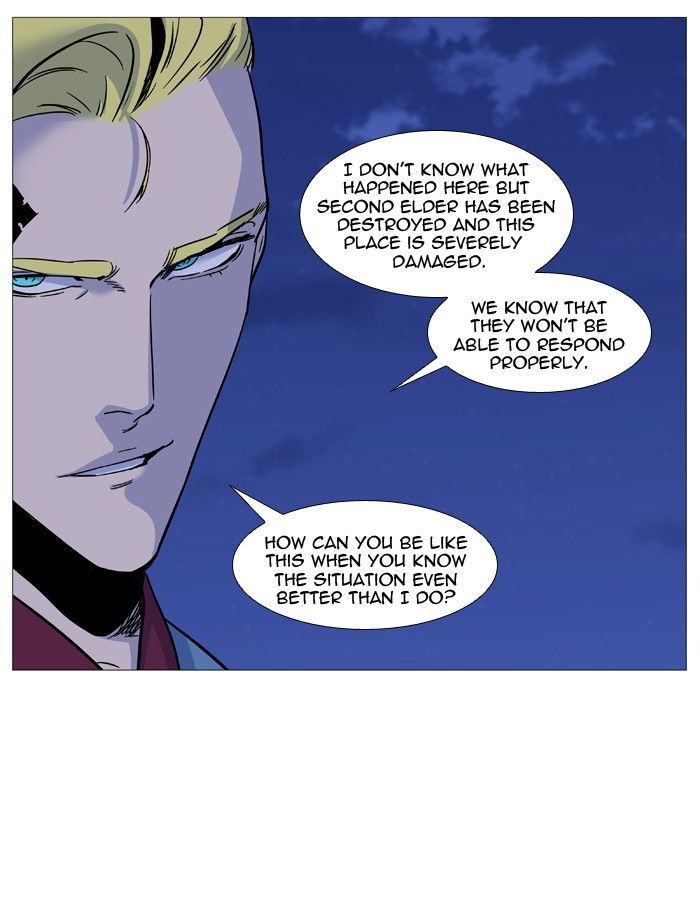 I DON'T KNOW WHAT
HAPPENED HERE BUT
SECOND ELDER HAS BEEN
DESTROYED AND THIS
PLACE IS SEVERELY
DAMAGED.
WE KNOW THAT
THEY WON'T BE
ABLE TO RESPOND
PROPERLY.
HOW CAN YOU BE LIKE
THIS WHEN YOU KNOW
THE SITUATION EVEN
BETTER THAN I DO?